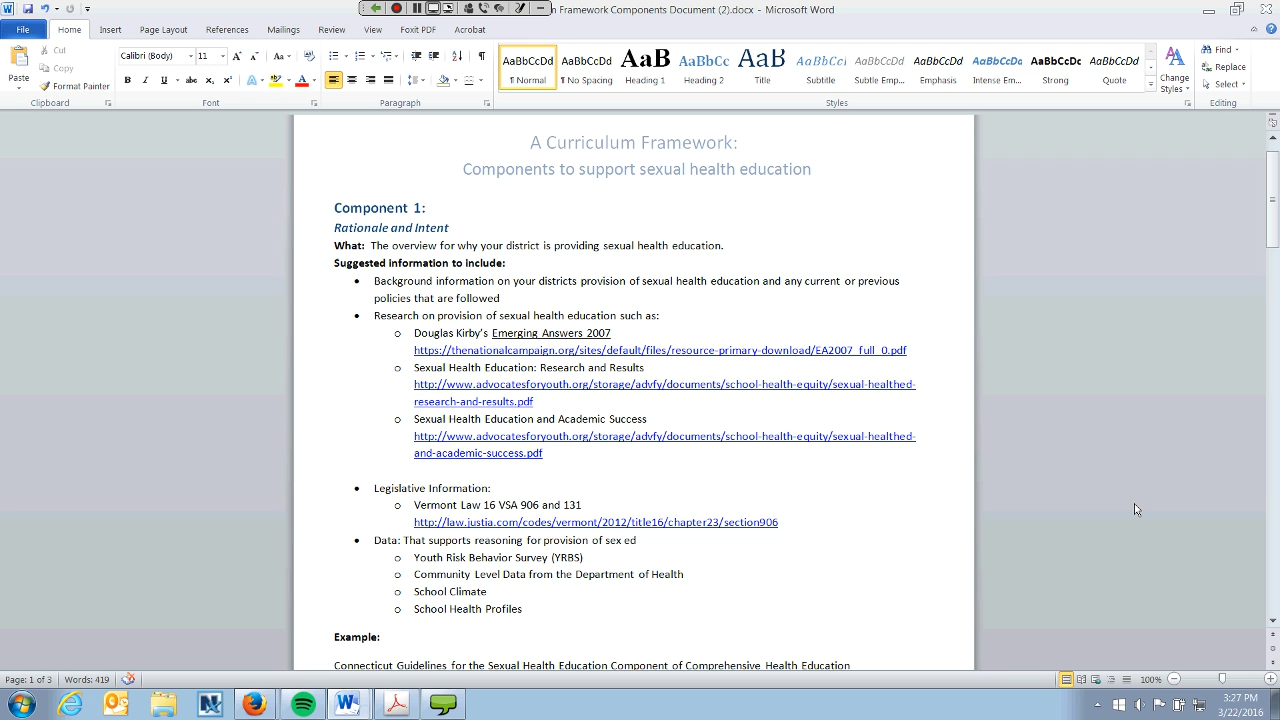 n Framework Components Document (2).docx - Microsoft Word
File Home Insert Page Layout References Mailings Review View Foxit PDF Acrobat
Paste
Cut
Copy
Format Painter
Clipboard
Calibri (Body) 11
Font
Paragraph
AaBbCcDd AaBbCcDd AaB AaBbCc AaB AaBbCcl AaBbCcDd AaBbCcDd AaBbCcDd AaBbCcDc AaBbCcDd
¶ Normal ¶ No Spacing Heading 1 Heading 2 Title Subtitle Subtle Emp... Emphasis Intense Em... Strong Quote
Styles
Change Styles
Find
Replace
Select
Editing
A Curriculum Framework:
Components to support sexual health education
Component 1:
Rationale and Intent
What: The overview for why your district is providing sexual health education.
Suggested information to include:
• Background information on your districts provision of sexual health education and any current or previous
policies that are followed
• Research on provision of sexual health education such as:
o Douglas Kirby's Emerging Answers 2007
https://thenationalcampaign.org/sites/default/files/resource-primary-download/EA2007_full_0.pdf
o Sexual Health Education: Research and Results
http://www.advocatesforyouth.org/storage/advfy/documents/school-health-equity/sexual-healthed-
research-and-results.pdf
o Sexual Health Education and Academic Success
http://www.advocatesforyouth.org/storage/advfy/documents/school-health-equity/sexual-healthed-
and-academic-success.pdf
• Legislative Information:
o Vermont Law 16 VSA 906 and 131
http://law.justia.com/codes/vermont/2012/title16/chapter23/section906
• Data: That supports reasoning for provision of sex ed
o Youth Risk Behavior Survey (YRBS)
o Community Level Data from the Department of Health
o School Climate
o School Health Profiles
Example:
Connecticut Guidelines for the Sexual Health Education Component of Comprehensive Health Education
Page: 1 of 3 Words: 419 100%
3:27 PM
3/22/2016